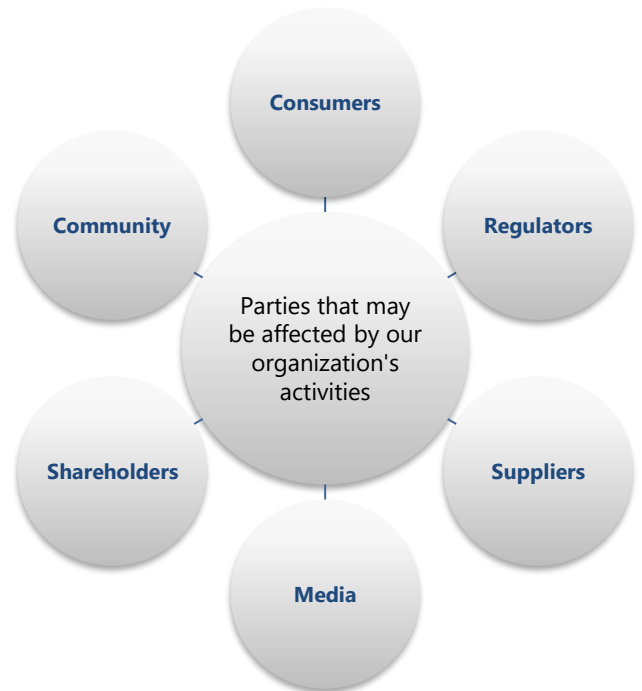 Consumers
Community
Regulators
Parties that may
be affected by our
organization's
activities
Shareholders
Suppliers
Media